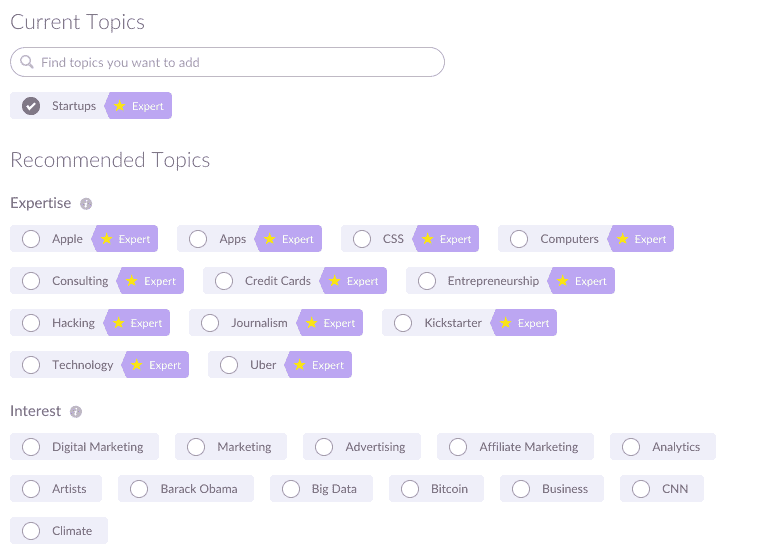 Current Topics
Find topics you want to add
Startups Expert
Recommended Topics
Expertise
Apple Expert Apps Expert CSS Expert Computers Expert
Consulting Expert Credit Cards Expert Entrepreneurship Expert
Hacking Expert Journalism Expert Kickstarter Expert
Technology Expert Uber Expert
Interest
Digital Marketing Marketing Advertising Affiliate Marketing Analytics
Artists Barack Obama Big Data Bitcoin Business CNN
Climate